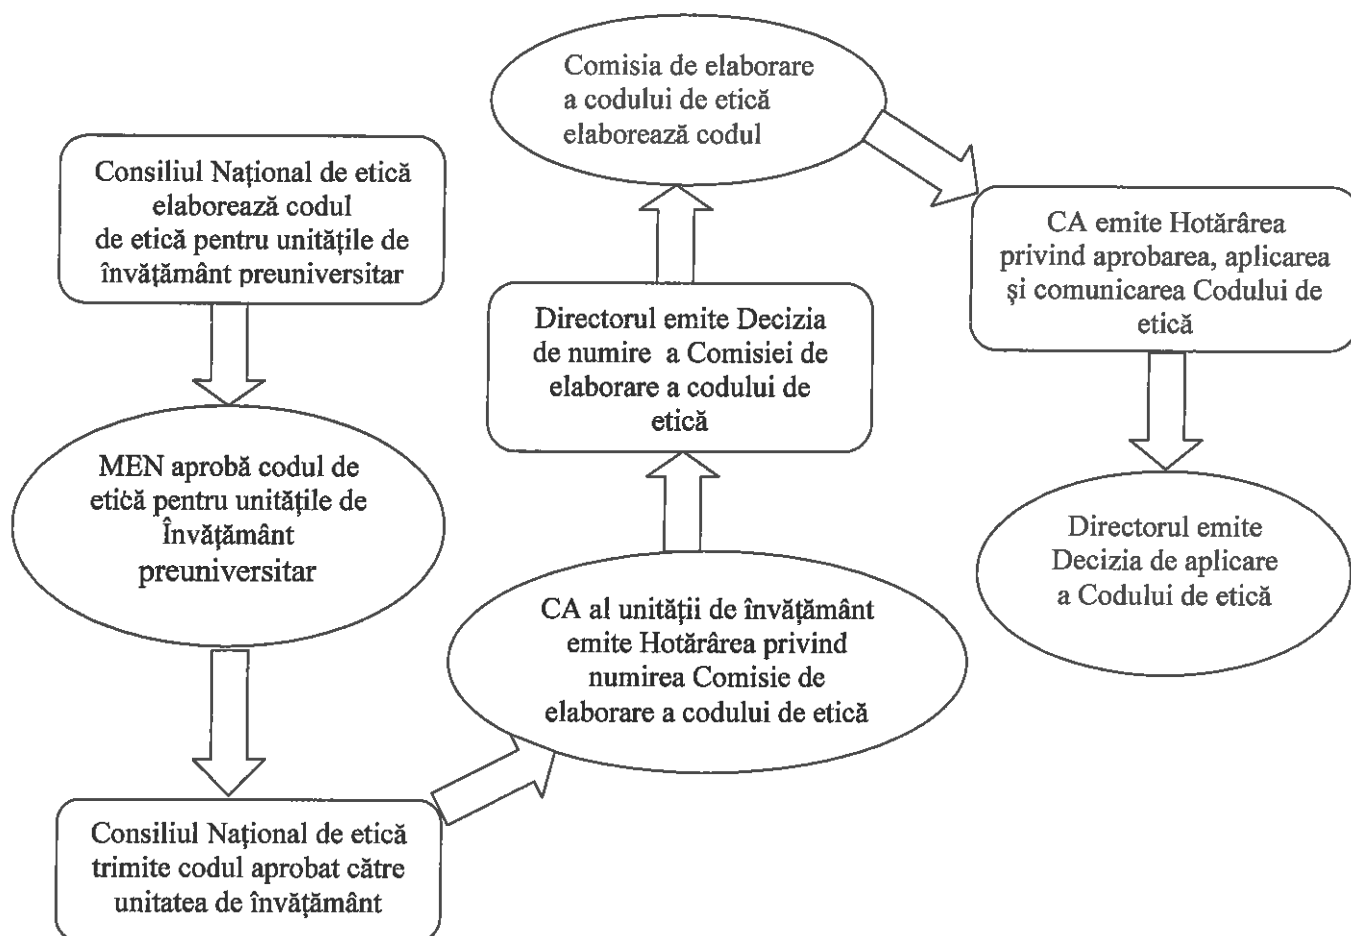 Consiliul Național de etică
elaborează codul
de etică pentru unitățile de
învățământ preuniversitar
MEN aprobă codul de
etică pentru unitățile de
Învățământ
preuniversitar
Consiliul Național de etică
trimite codul aprobat către
unitatea de învățământ
CA al unității de învățământ
emite Hotărârea privind
numirea Comisie de
elaborare a codului de etică
Directorul emite Decizia
de numire a Comisiei de
elaborare a codului de
etică
Comisia de elaborare
a codului de etică
elaborează codul
CA emite Hotărârea
privind aprobarea, aplicarea
și comunicarea Codului de
etică
Directorul emite
Decizia de aplicare
a Codului de etică